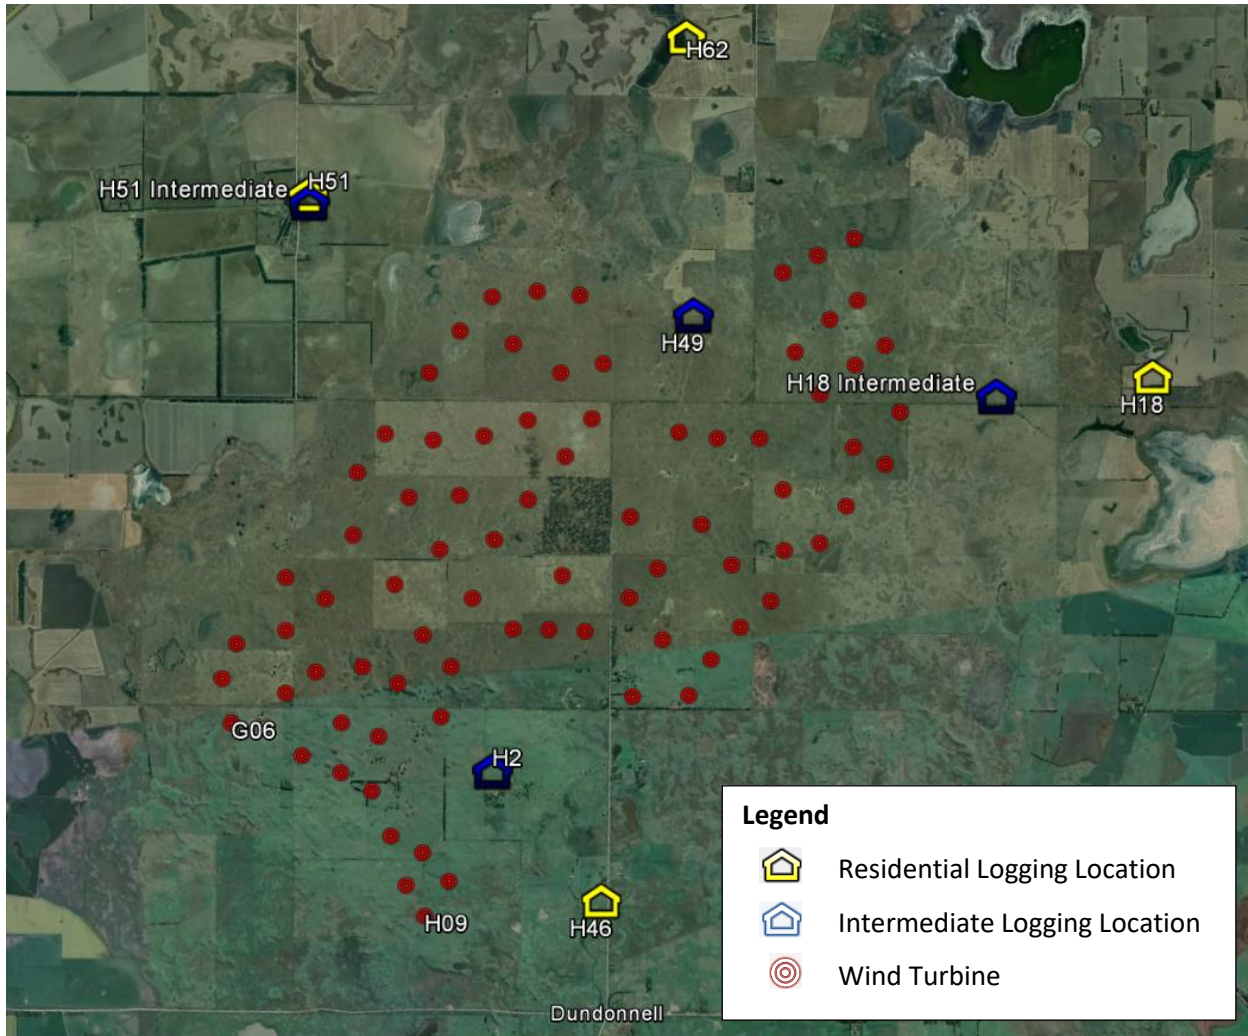 H62
H51 Intermediate
H51
H49
H18 Intermediate
H18
G06
H2
H46
H09
Dundonnell
Legend
Residential Logging Location
Intermediate Logging Location
Wind Turbine